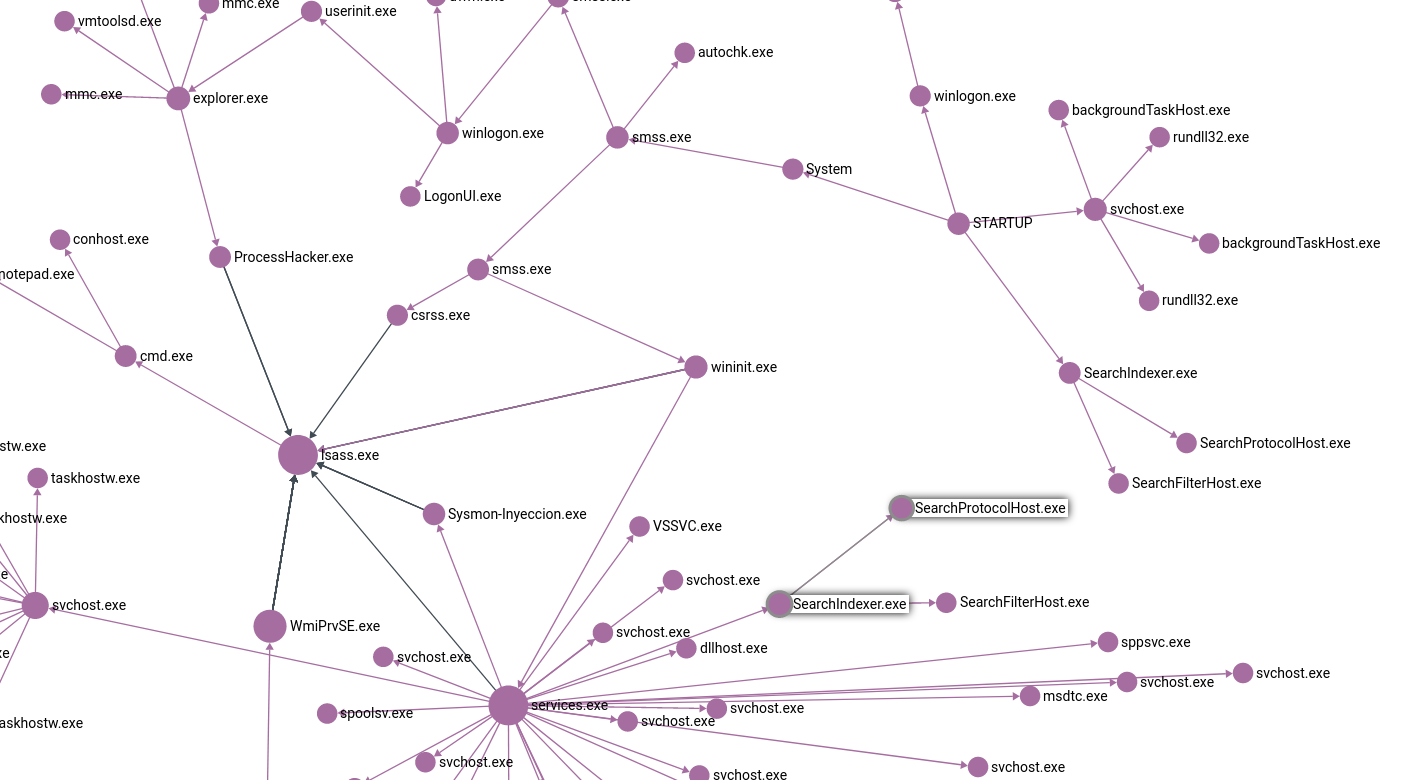 mmc.exe
userinit.exe
vmtoolsd.exe
autochk.exe
mmc.exe
explorer.exe
winlogon.exe
backgroundTaskHost.exe
winlogon.exe
smss.exe
rundll32.exe
System
LogonUI.exe
svchost.exe
STARTUP
conhost.exe
backgroundTaskHost.exe
ProcessHacker.exe
notepad.exe
smss.exe
rundll32.exe
csrss.exe
cmd.exe
wininit.exe
SearchIndexer.exe
stw.exe
lsass.exe
SearchProtocolHost.exe
taskhostw.exe
SearchFilterHost.exe
khostw.exe
Sysmon-Inyeccion.exe
VSSVC.exe
SearchProtocolHost.exe
e
svchost.exe
svchost.exe
SearchIndexer.exe
SearchFilterHost.exe
WmiPrvSE.exe
svchost.exe
xe
svchost.exe
dllhost.exe
sppsvc.exe
svchost.exe
svchost.exe
msdtc.exe
askhostw.exe
spoolsv.exe
services.exe
svchost.exe
svchost.exe
svchost.exe
svchost.exe
svchost.exe